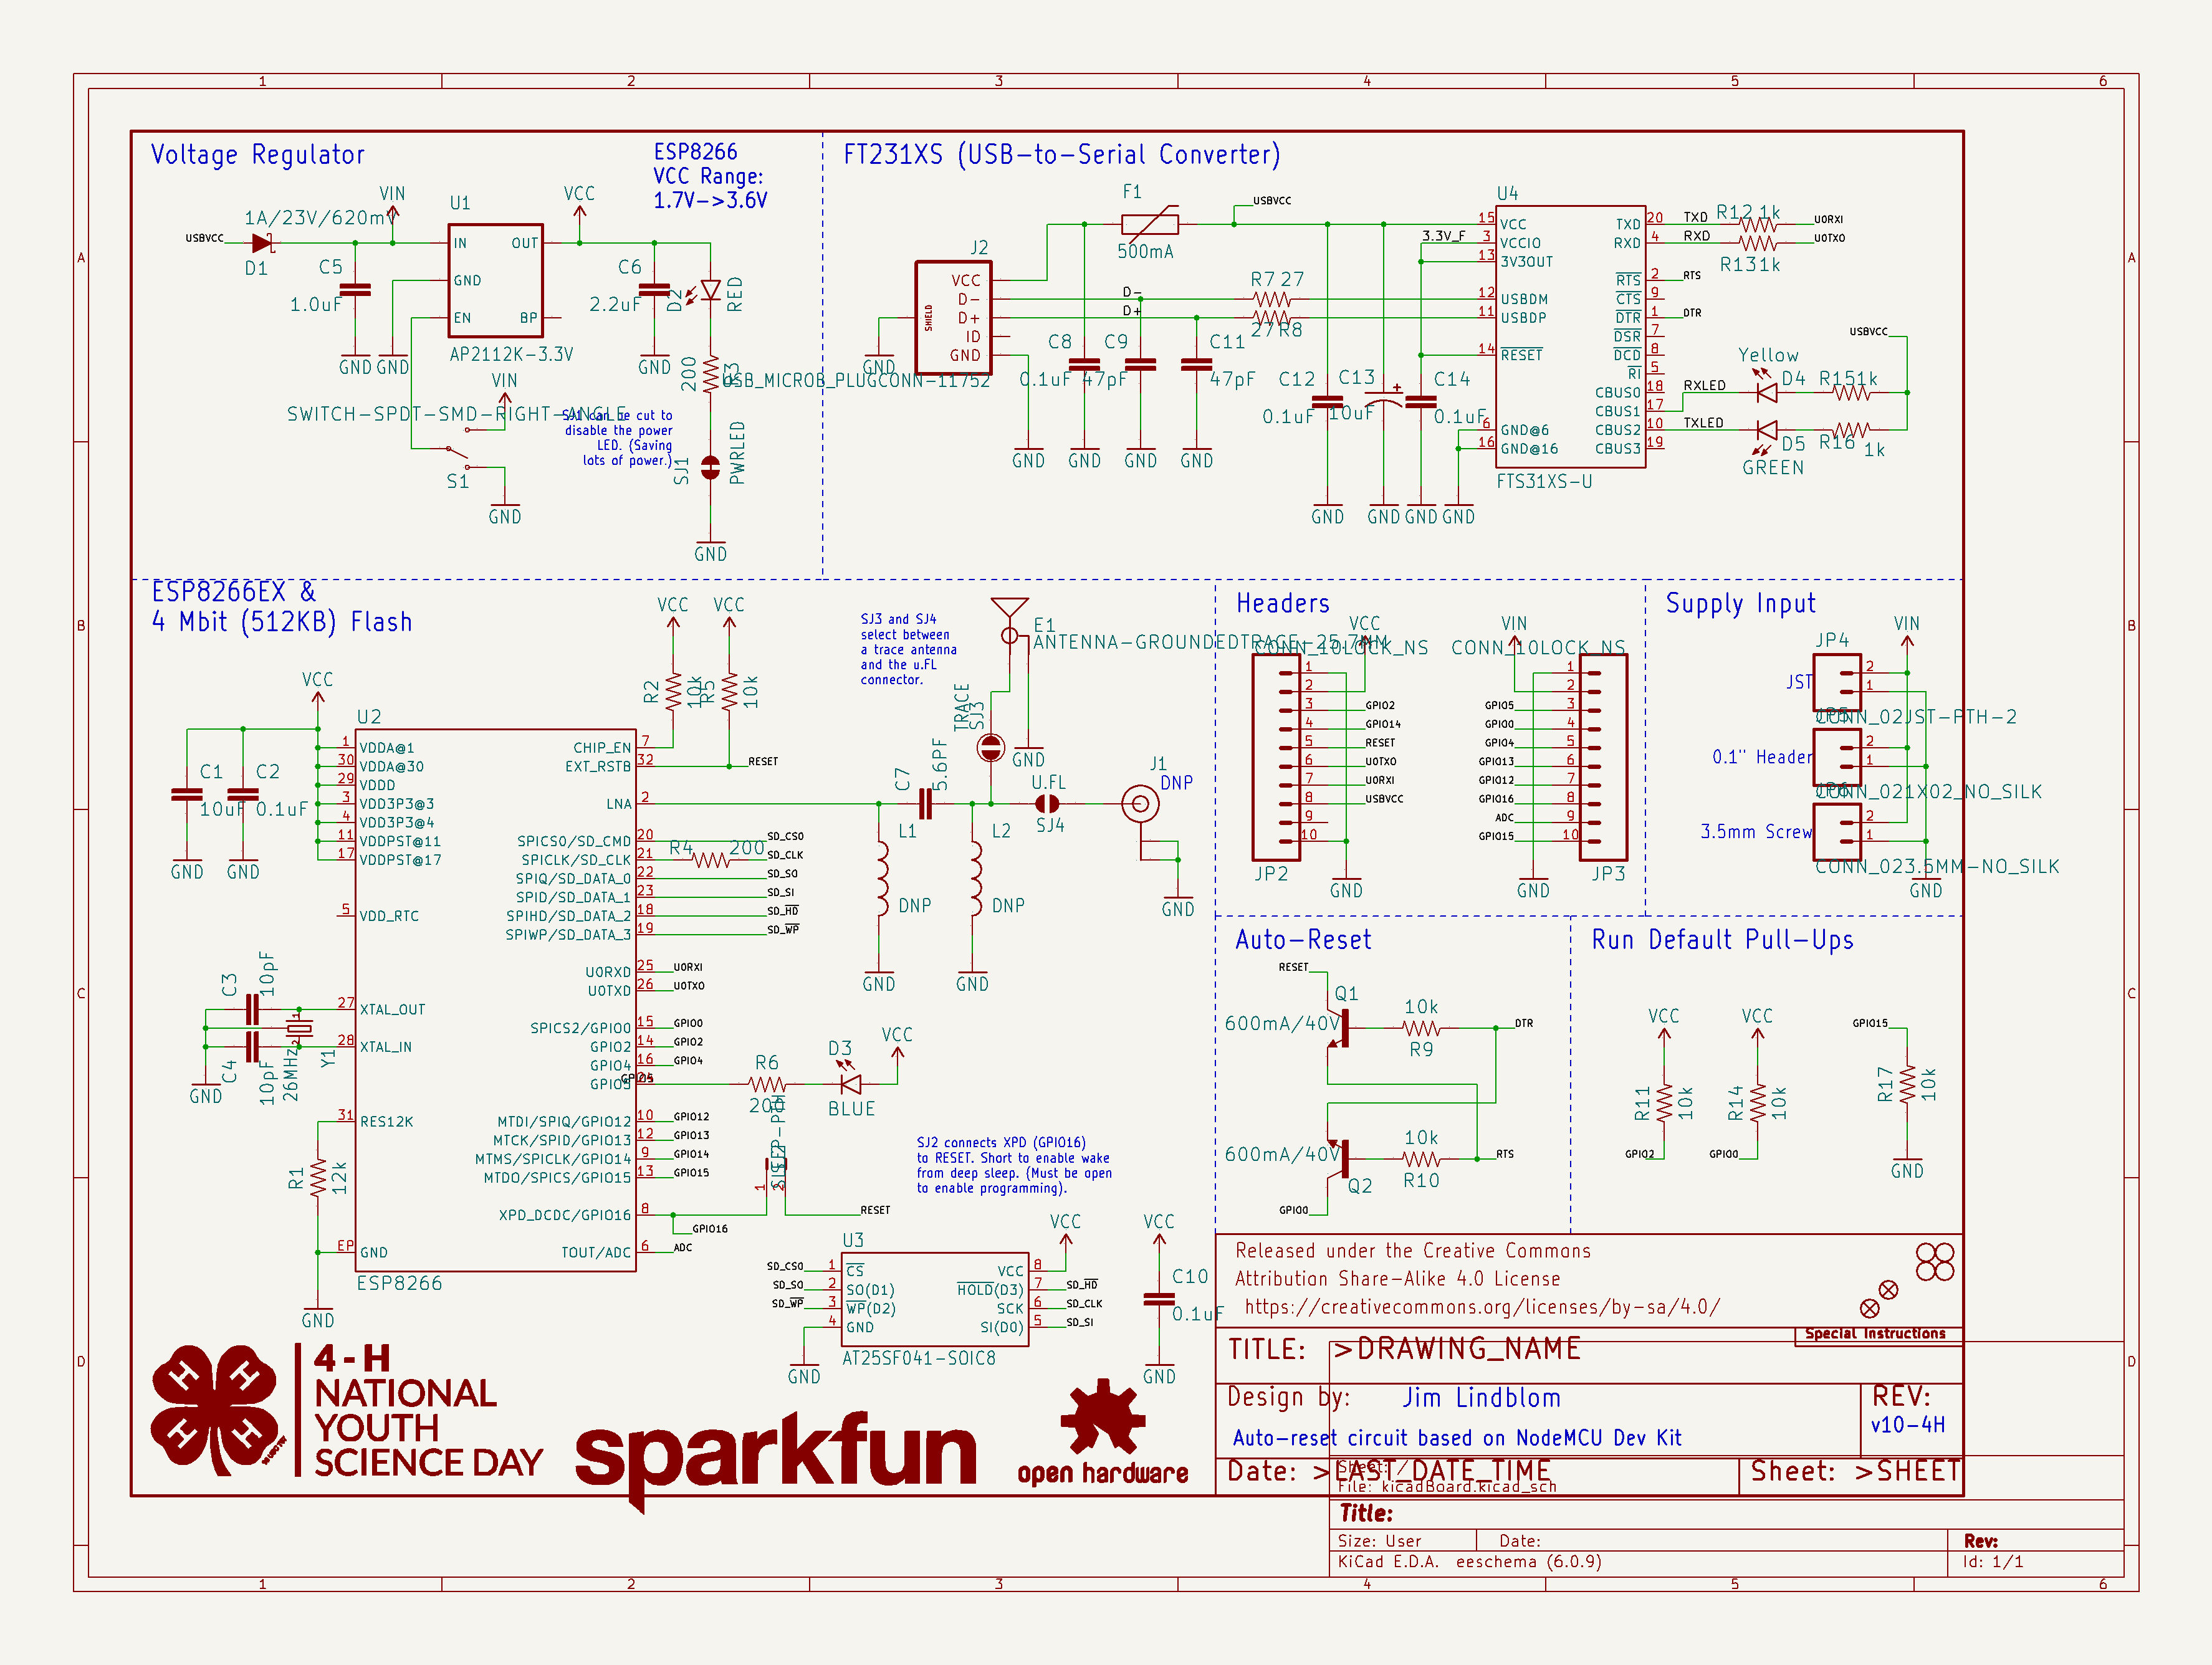 1 2 3 4 5 6
A
B
C
D
Voltage Regulator
ESP8266
VCC Range:
1.7V->3.6V
VIN
VCC
1A/23V/620mV
U1
USBVCC
D1
IN
OUT
GND
EN
BP
C5
1.0uF
GND
GND
AP2112K-3.3V
C6
2.2uF
GND
D2
RED
200
R3
VIN
SWITCH-SPDT-SMD-RIGHT-ANGLE
S1
GND
SJ1 can be cut to
disable the power
LED. (Saving
lots of power.)
SJ1
PWRLED
GND
FT231XS (USB-to-Serial Converter)
F1
500mA
USBVCC
J2
SHIELD
VCC
D-
D+
ID
GND
USB_MICROB_PLUGCONN-11752
GND
D-
D+
R7 27
27 R8
C8
0.1uF
C9
47pF
C11
47pF
GND
GND
GND
GND
C12
0.1uF
C13
10uF
C14
0.1uF
GND
GND
GND
GND
3.3V_F
U4
15 VCC
3 VCCIO
13 3V3OUT
12 USBDM
11 USBDP
14 RESET
6 GND@6
16 GND@16
TXD 20
RXD 4
RTS 2
CTS 9
DTR 1
DSR 7
DCD 8
RI 5
CBUS0 18
CBUS1 17
CBUS2 10
CBUS3 19
FTS31XS-U
TXD R12 1k U0RXI
RXD R13 1k U0TXO
RTS
DTR
USBVCC
Yellow
RXLED D4 R15 1k
TXLED D5 R16 1k
GREEN
ESP8266EX &
4 Mbit (512KB) Flash
VCC
C1
10uF
C2
0.1uF
GND
GND
U2
1 VDDA@1
30 VDDA@30
29 VDDD
3 VDD3P3@3
4 VDD3P3@4
11 VDDPST@11
17 VDDPST@17
5 VDD_RTC
27 XTAL_OUT
28 XTAL_IN
31 RES12K
EP GND
CHIP_EN 7
EXT_RSTB 32
LNA 2
SPICS0/SD_CMD 20
SPICLK/SD_CLK 21
SPIQ/SD_DATA_0 22
SPID/SD_DATA_1 23
SPIHD/SD_DATA_2 18
SPIWP/SD_DATA_3 19
U0RXD 25
U0TXD 26
SPICS2/GPIO0 15
GPIO2 14
GPIO4 16
GPIO5 24
MTDI/SPIQ/GPIO12 10
MTCK/SPID/GPIO13 12
MTMS/SPICLK/GPIO14 9
MTDO/SPICS/GPIO15 13
XPD_DCDC/GPIO16 8
TOUT/ADC 6
ESP8266
C3
10pF
C4
10pF
26MHz
Y1
1
2
GND
R1
12k
GND
VCC
VCC
R2
10k
R5
10k
RESET
R4 200
SD_CS0
SD_CLK
SD_SO
SD_SI
SD_HD
SD_WP
U0RXI
U0TXO
GPIO0
GPIO2
GPIO4
GPIO5
GPIO12
GPIO13
GPIO14
GPIO15
GPIO16
ADC
RESET
R6
200
D3
BLUE
VCC
1
2
SJ2
SJ3 and SJ4
select between
a trace antenna
and the u.FL
connector.
E1
ANTENNA-GROUNDEDTRACE-25.7MM
TRACE
SJ3
GND
C7
5.6PF
U.FL
SJ4
J1
DNP
GND
L1
DNP
L2
DNP
GND
GND
SJ2 connects XPD (GPIO16)
to RESET. Short to enable wake
from deep sleep. (Must be open
to enable programming).
U3
SD_CS0 1 CS
SD_SO 2 SO(D1)
SD_WP 3 WP(D2)
4 GND
VCC 8
HOLD(D3) 7 SD_HD
SCK 6 SD_CLK
SI(D0) 5 SD_SI
AT25SF041-SOIC8
GND
VCC
VCC
C10
0.1uF
GND
Headers
VCC
CONN_10LOCK_NS
1
2
3 GPIO2
4 GPIO14
5 RESET
6 U0TXO
7 U0RXI
8 USBVCC
9
10
JP2
GND
VIN
CONN_10LOCK_NS
1
2
GPIO5 3
GPIO0 4
GPIO4 5
GPIO13 6
GPIO12 7
GPIO16 8
ADC 9
GPIO15 10
JP3
GND
Supply Input
VIN
JP4
JST
2
1
CONN_02JST-PTH-2
JP5
0.1" Header
2
1
CONN_021X02_NO_SILK
JP6
3.5mm Screw
2
1
CONN_023.5MM-NO_SILK
GND
Auto-Reset
RESET
Q1
600mA/40V
10k
R9
DTR
10k
R10
RTS
600mA/40V
Q2
GPIO0
Run Default Pull-Ups
VCC
VCC
GPIO15
R11
10k
R14
10k
R17
10k
GPIO2
GPIO0
GND
Released under the Creative Commons
Attribution Share-Alike 4.0 License
https://creativecommons.org/licenses/by-sa/4.0/
Special Instructions
TITLE: >DRAWING_NAME
Design by: Jim Lindblom
REV:
v10-4H
Auto-reset circuit based on NodeMCU Dev Kit
Date: >LAST_DATE_TIME
Sheet: >SHEET
Sheet: /
File: kicadBoard.kicad_sch
Title:
Size: User
Date:
Rev:
KiCad E.D.A. eeschema (6.0.9)
Id: 1/1
H H H H
4-H
NATIONAL
YOUTH
SCIENCE DAY
sparkfun
open hardware
1 2 3 4 5 6
A
B
C
D